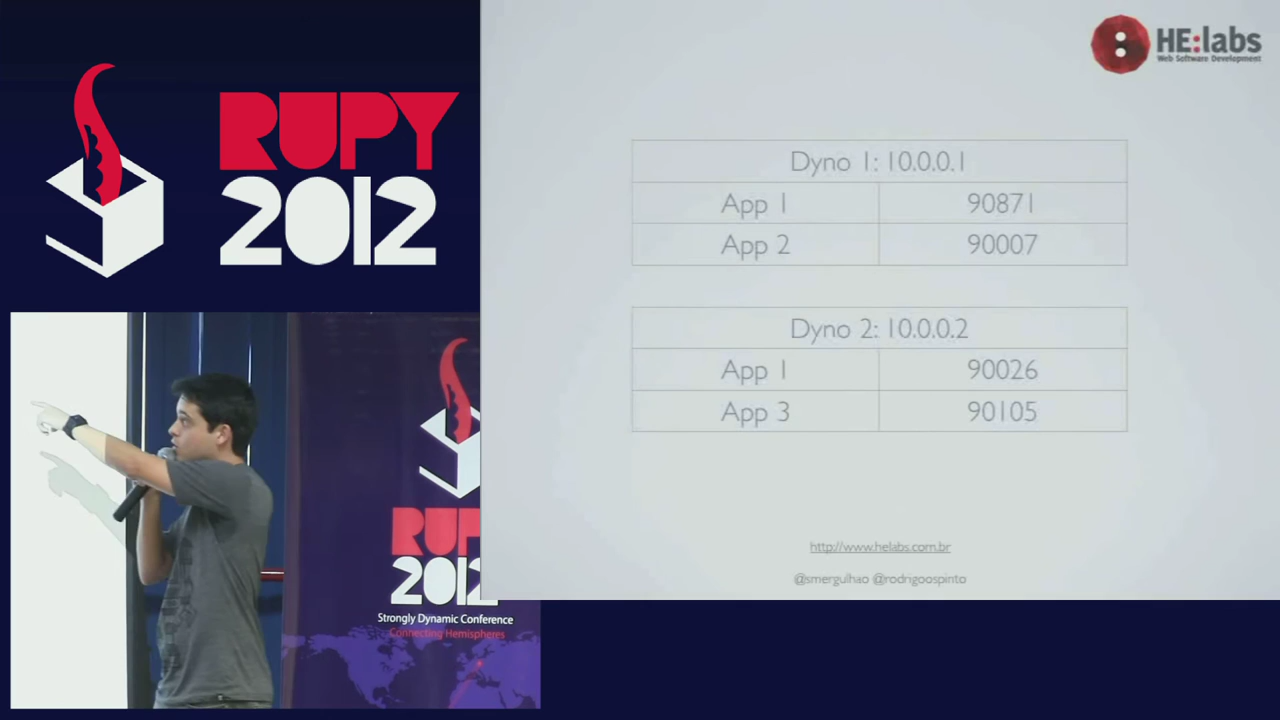 RUPY
2012
HE:labs
Web Software Development
Dyno 1: 10.0.0.1
App 1 90871
App 2 90007
Dyno 2: 10.0.0.2
App 1 90026
App 3 90105
http://www.helabs.com.br
@smergulhao @rodrigoospinto
2012
Strongly Dynamic Conference
Connecting Hemispheres